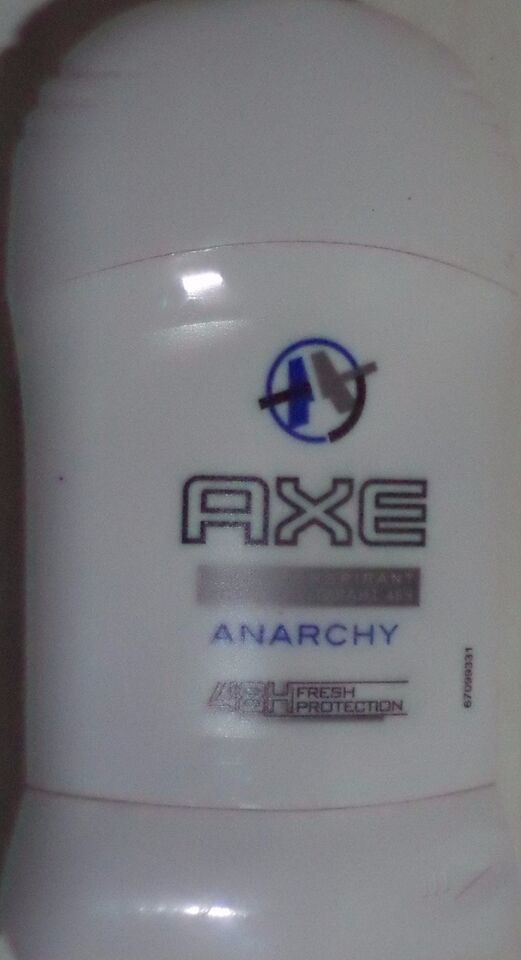 AXE
ANARCHY
48H FRESH
PROTECTION
67099331